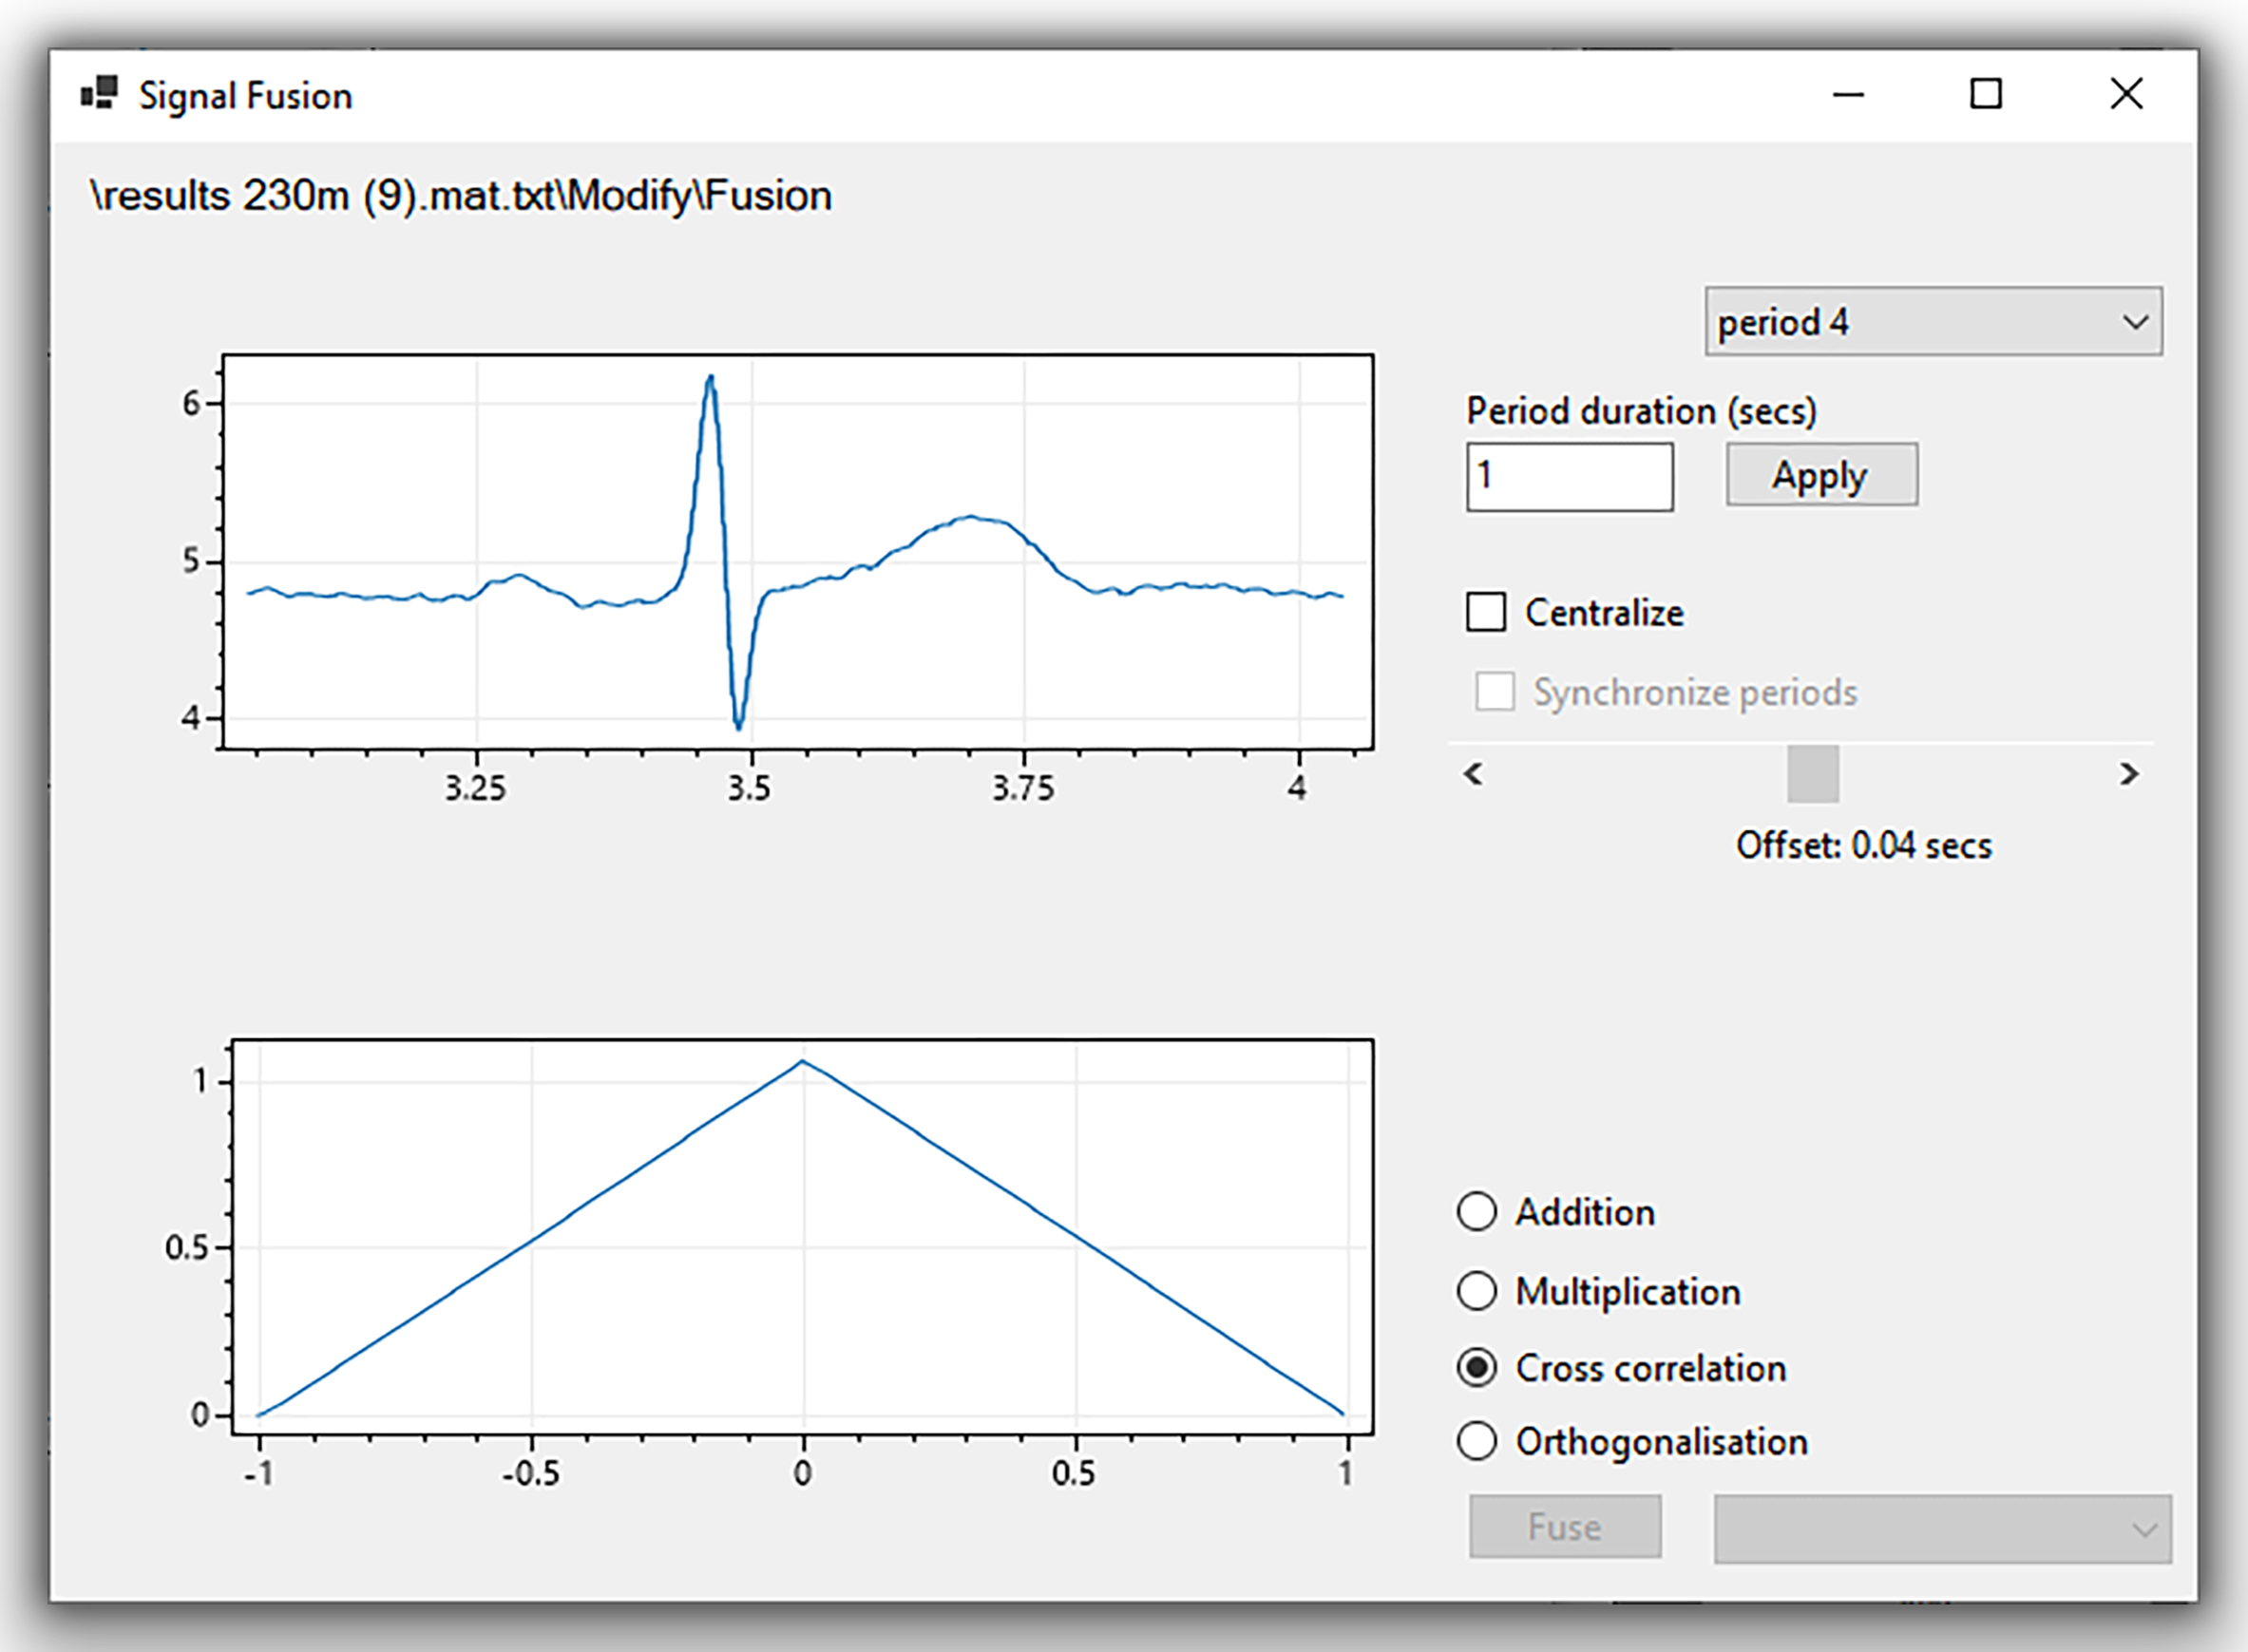 Signal Fusion
\results 230m (9).mat.txt\Modify\Fusion
period 4
Period duration (secs)
1
Apply
Centralize
Synchronize periods
< >
Offset: 0.04 secs
6
5
4
3.25 3.5 3.75 4
1
0.5
0
-1 -0.5 0 0.5 1
Addition
Multiplication
Cross correlation
Orthogonalisation
Fuse